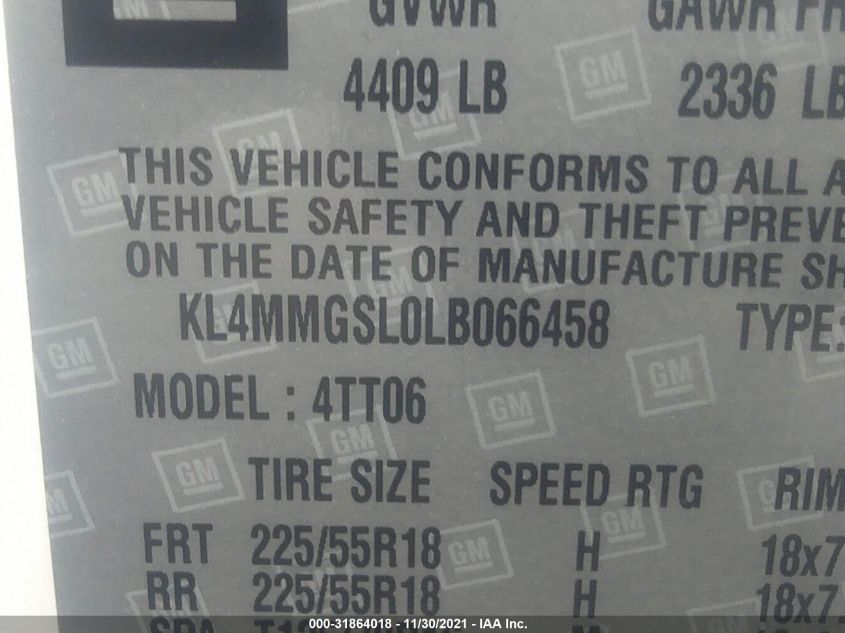 GVWR GAWR FR
4409 LB 2336 LB
THIS VEHICLE CONFORMS TO ALL A
VEHICLE SAFETY AND THEFT PREVE
ON THE DATE OF MANUFACTURE SH
KL4MMGSL0LB066458 TYPE:
MODEL : 4TT06
TIRE SIZE SPEED RTG RIM
FRT 225/55R18 H 18x7.
RR 225/55R18 H 18x7.
000-31864018 - 11/30/2021 - IAA Inc.